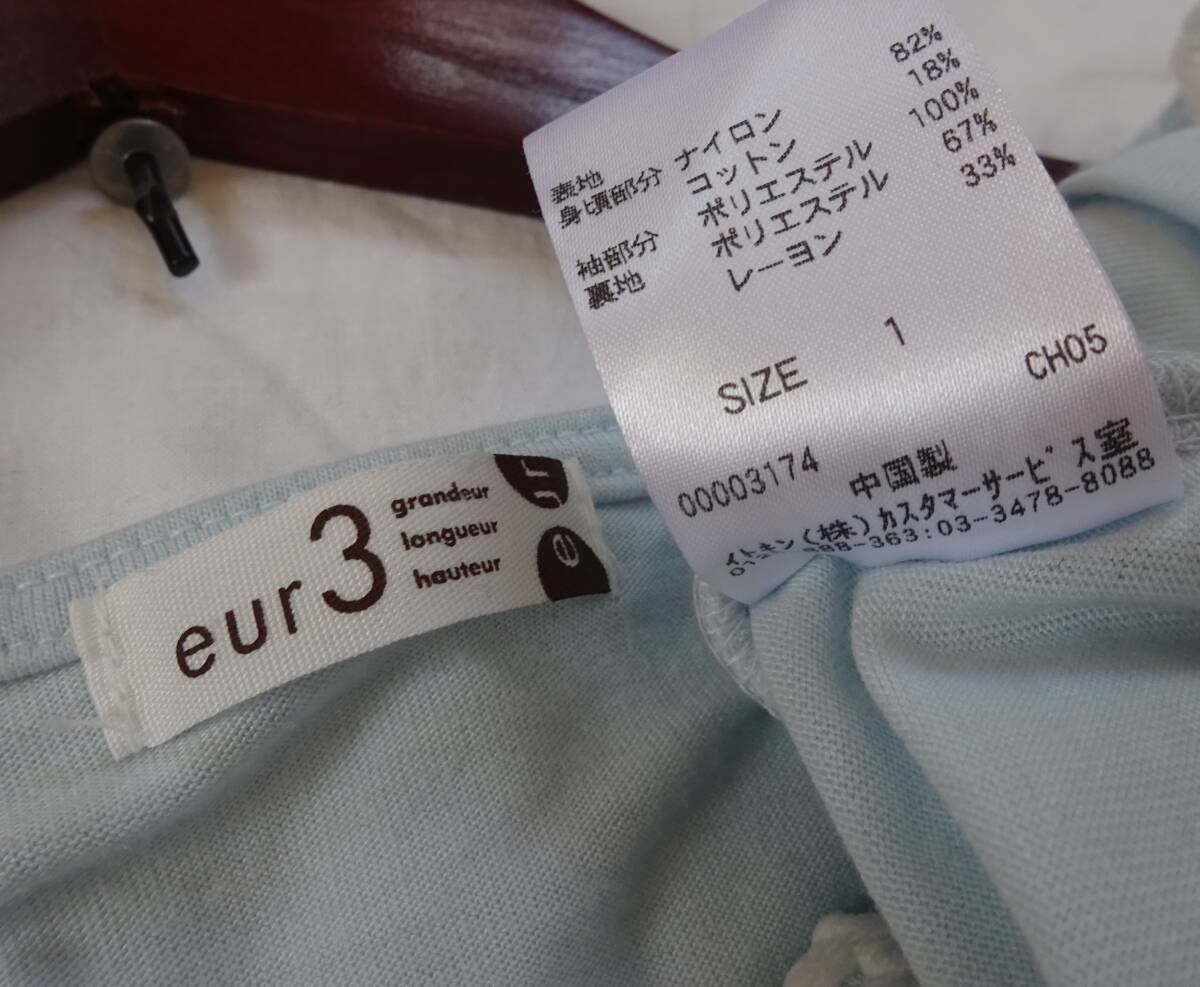 表地
身頃部分 ナイロン 82%
コットン 18%
袖部分 ポリエステル 100%
裏地 ポリエステル 67%
レーヨン 33%
SIZE 1
CH05
00003174 中国製
イトキン(株)カスタマーサービス室
888-363:03-3478-8088
eur3
grandeur
longueur
hauteur